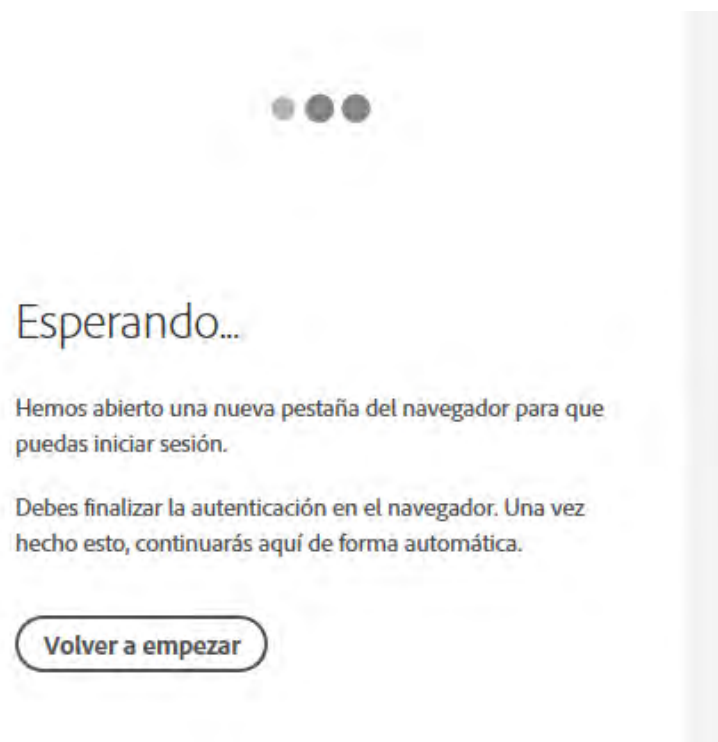 Esperando...
Hemos abierto una nueva pestaña del navegador para que
puedas iniciar sesión.
Debes finalizar la autenticación en el navegador. Una vez
hecho esto, continuarás aquí de forma automática.
Volver a empezar